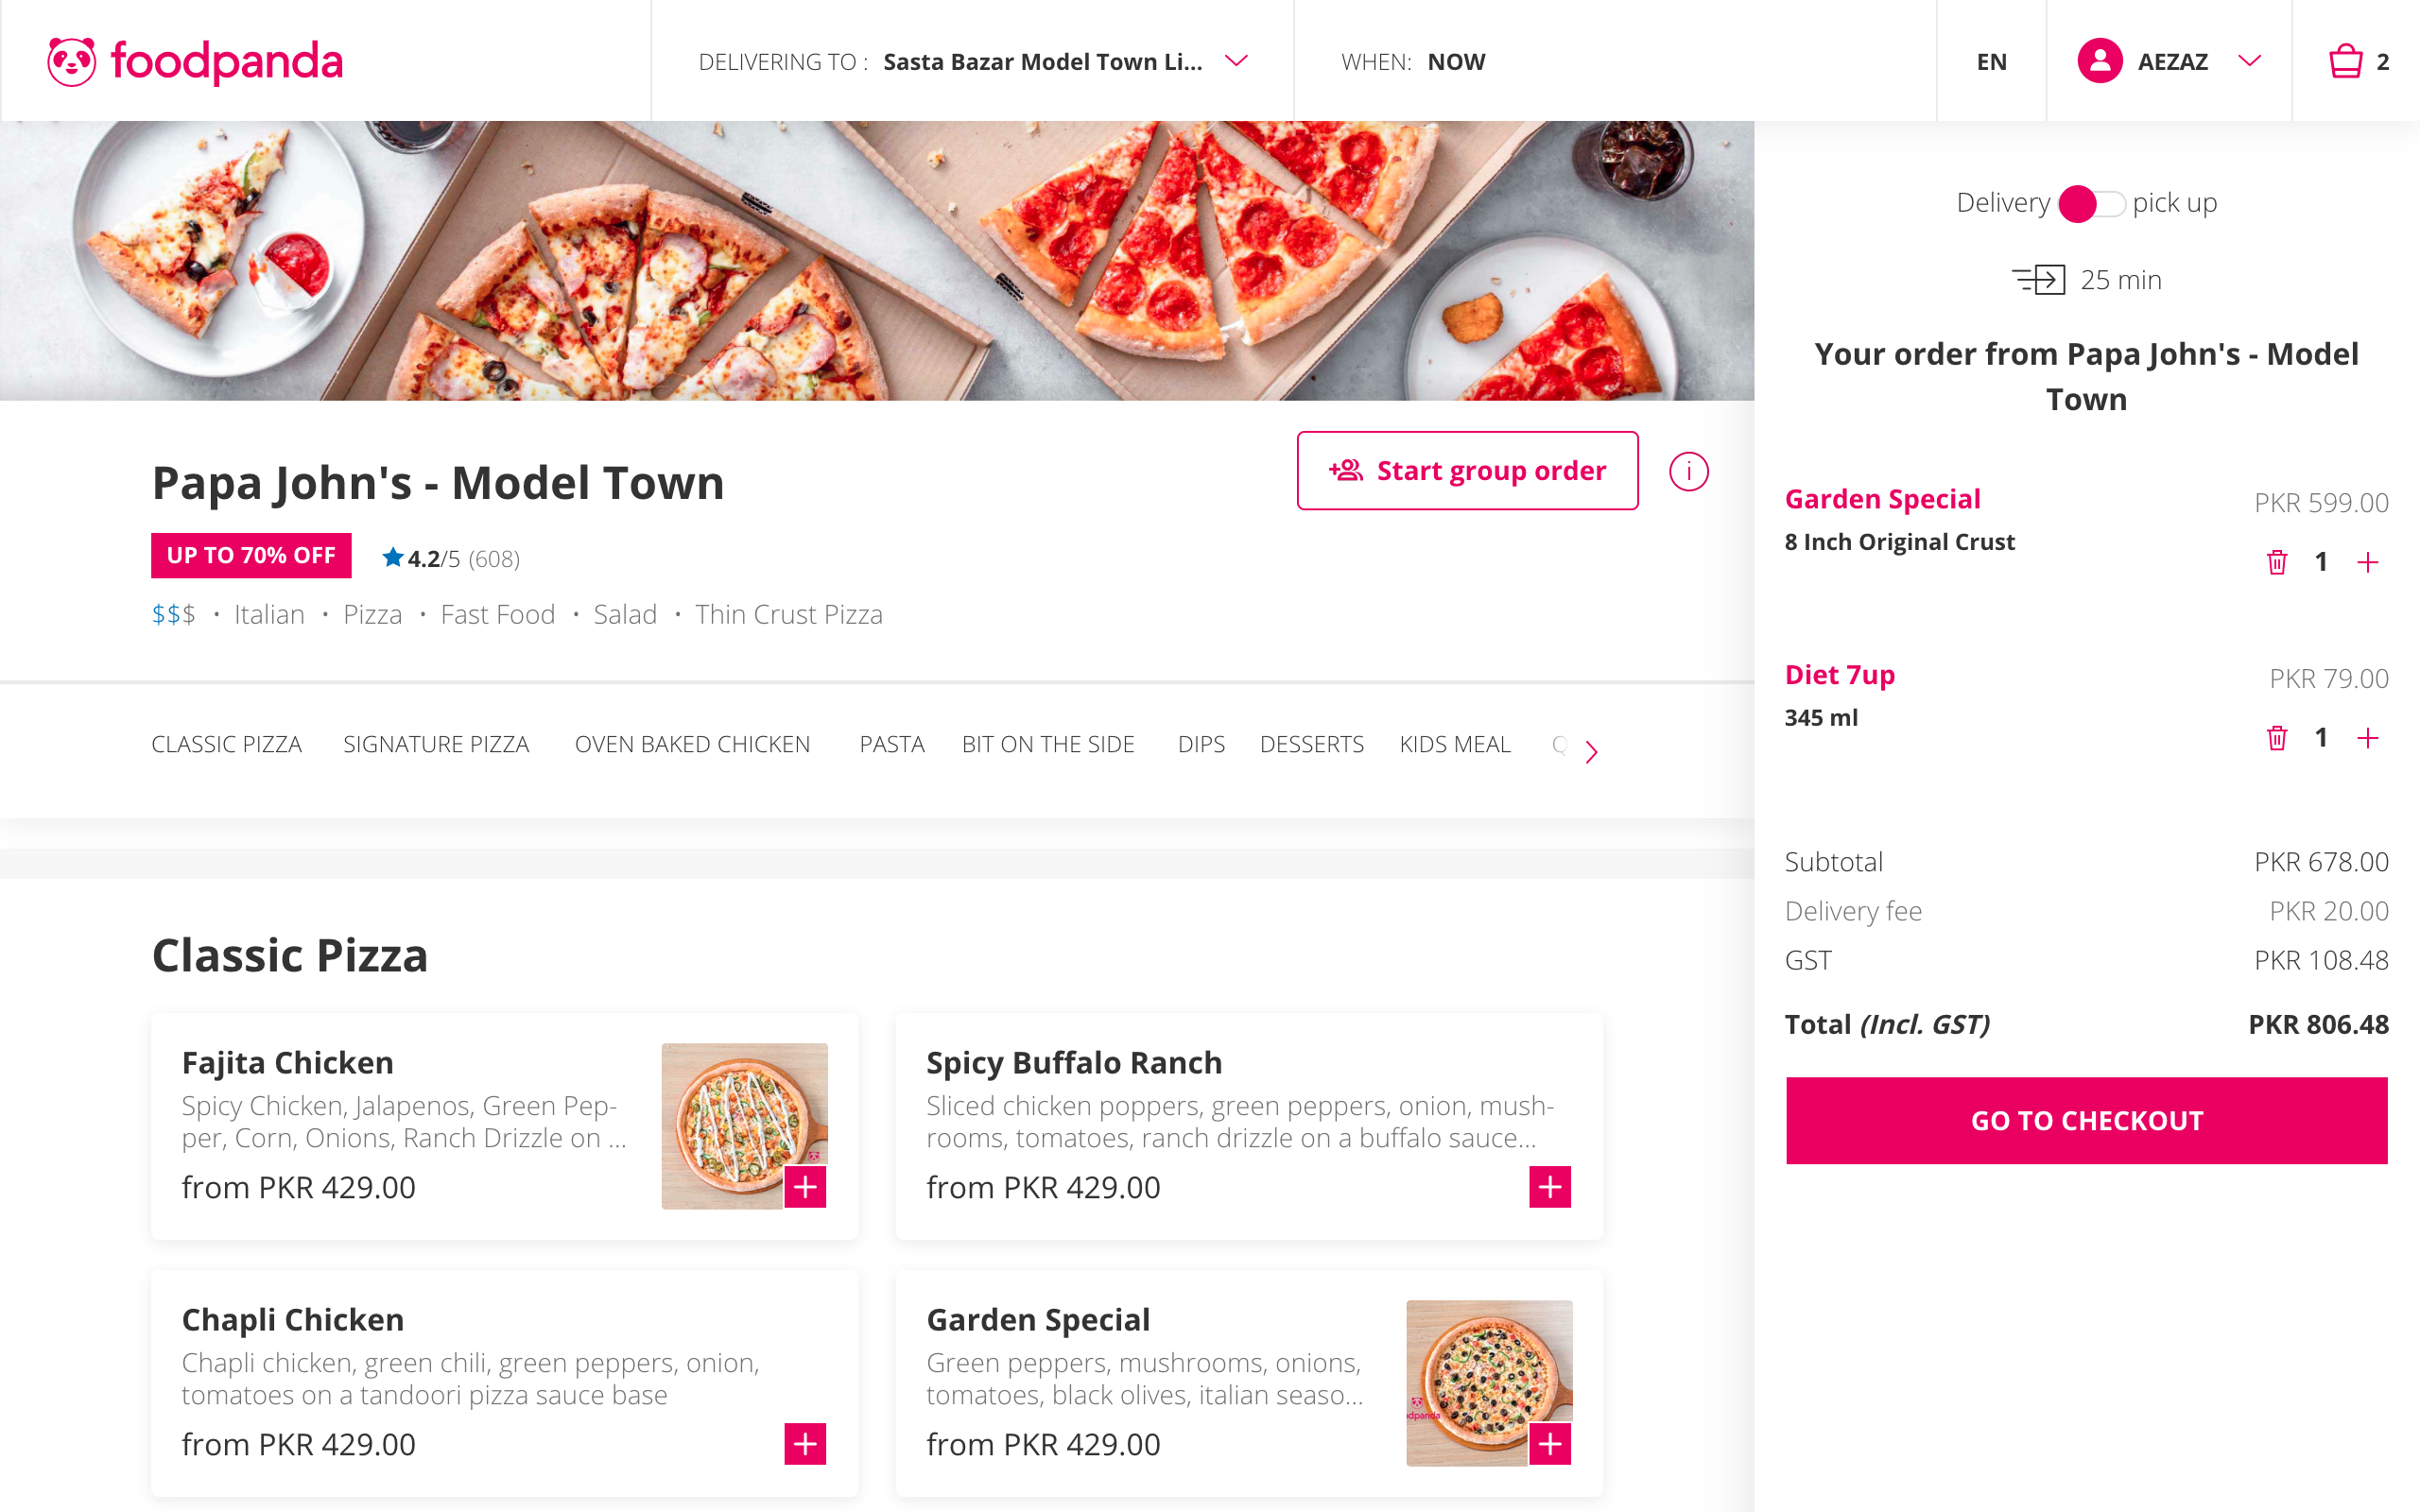 foodpanda
DELIVERING TO : Sasta Bazar Model Town Li...
WHEN: NOW
EN
AEZAZ
2
Papa John's - Model Town
Start group order
UP TO 70% OFF
4.2/5 (608)
$$$ • Italian • Pizza • Fast Food • Salad • Thin Crust Pizza
CLASSIC PIZZA
SIGNATURE PIZZA
OVEN BAKED CHICKEN
PASTA
BIT ON THE SIDE
DIPS
DESSERTS
KIDS MEAL
Classic Pizza
Fajita Chicken
Spicy Chicken, Jalapenos, Green Pep-
per, Corn, Onions, Ranch Drizzle on ...
from PKR 429.00
Spicy Buffalo Ranch
Sliced chicken poppers, green peppers, onion, mush-
rooms, tomatoes, ranch drizzle on a buffalo sauce...
from PKR 429.00
Chapli Chicken
Chapli chicken, green chili, green peppers, onion,
tomatoes on a tandoori pizza sauce base
from PKR 429.00
Garden Special
Green peppers, mushrooms, onions,
tomatoes, black olives, italian seaso...
from PKR 429.00
Delivery pick up
25 min
Your order from Papa John's - Model
Town
Garden Special PKR 599.00
8 Inch Original Crust
1
Diet 7up PKR 79.00
345 ml
1
Subtotal PKR 678.00
Delivery fee PKR 20.00
GST PKR 108.48
Total (Incl. GST) PKR 806.48
GO TO CHECKOUT